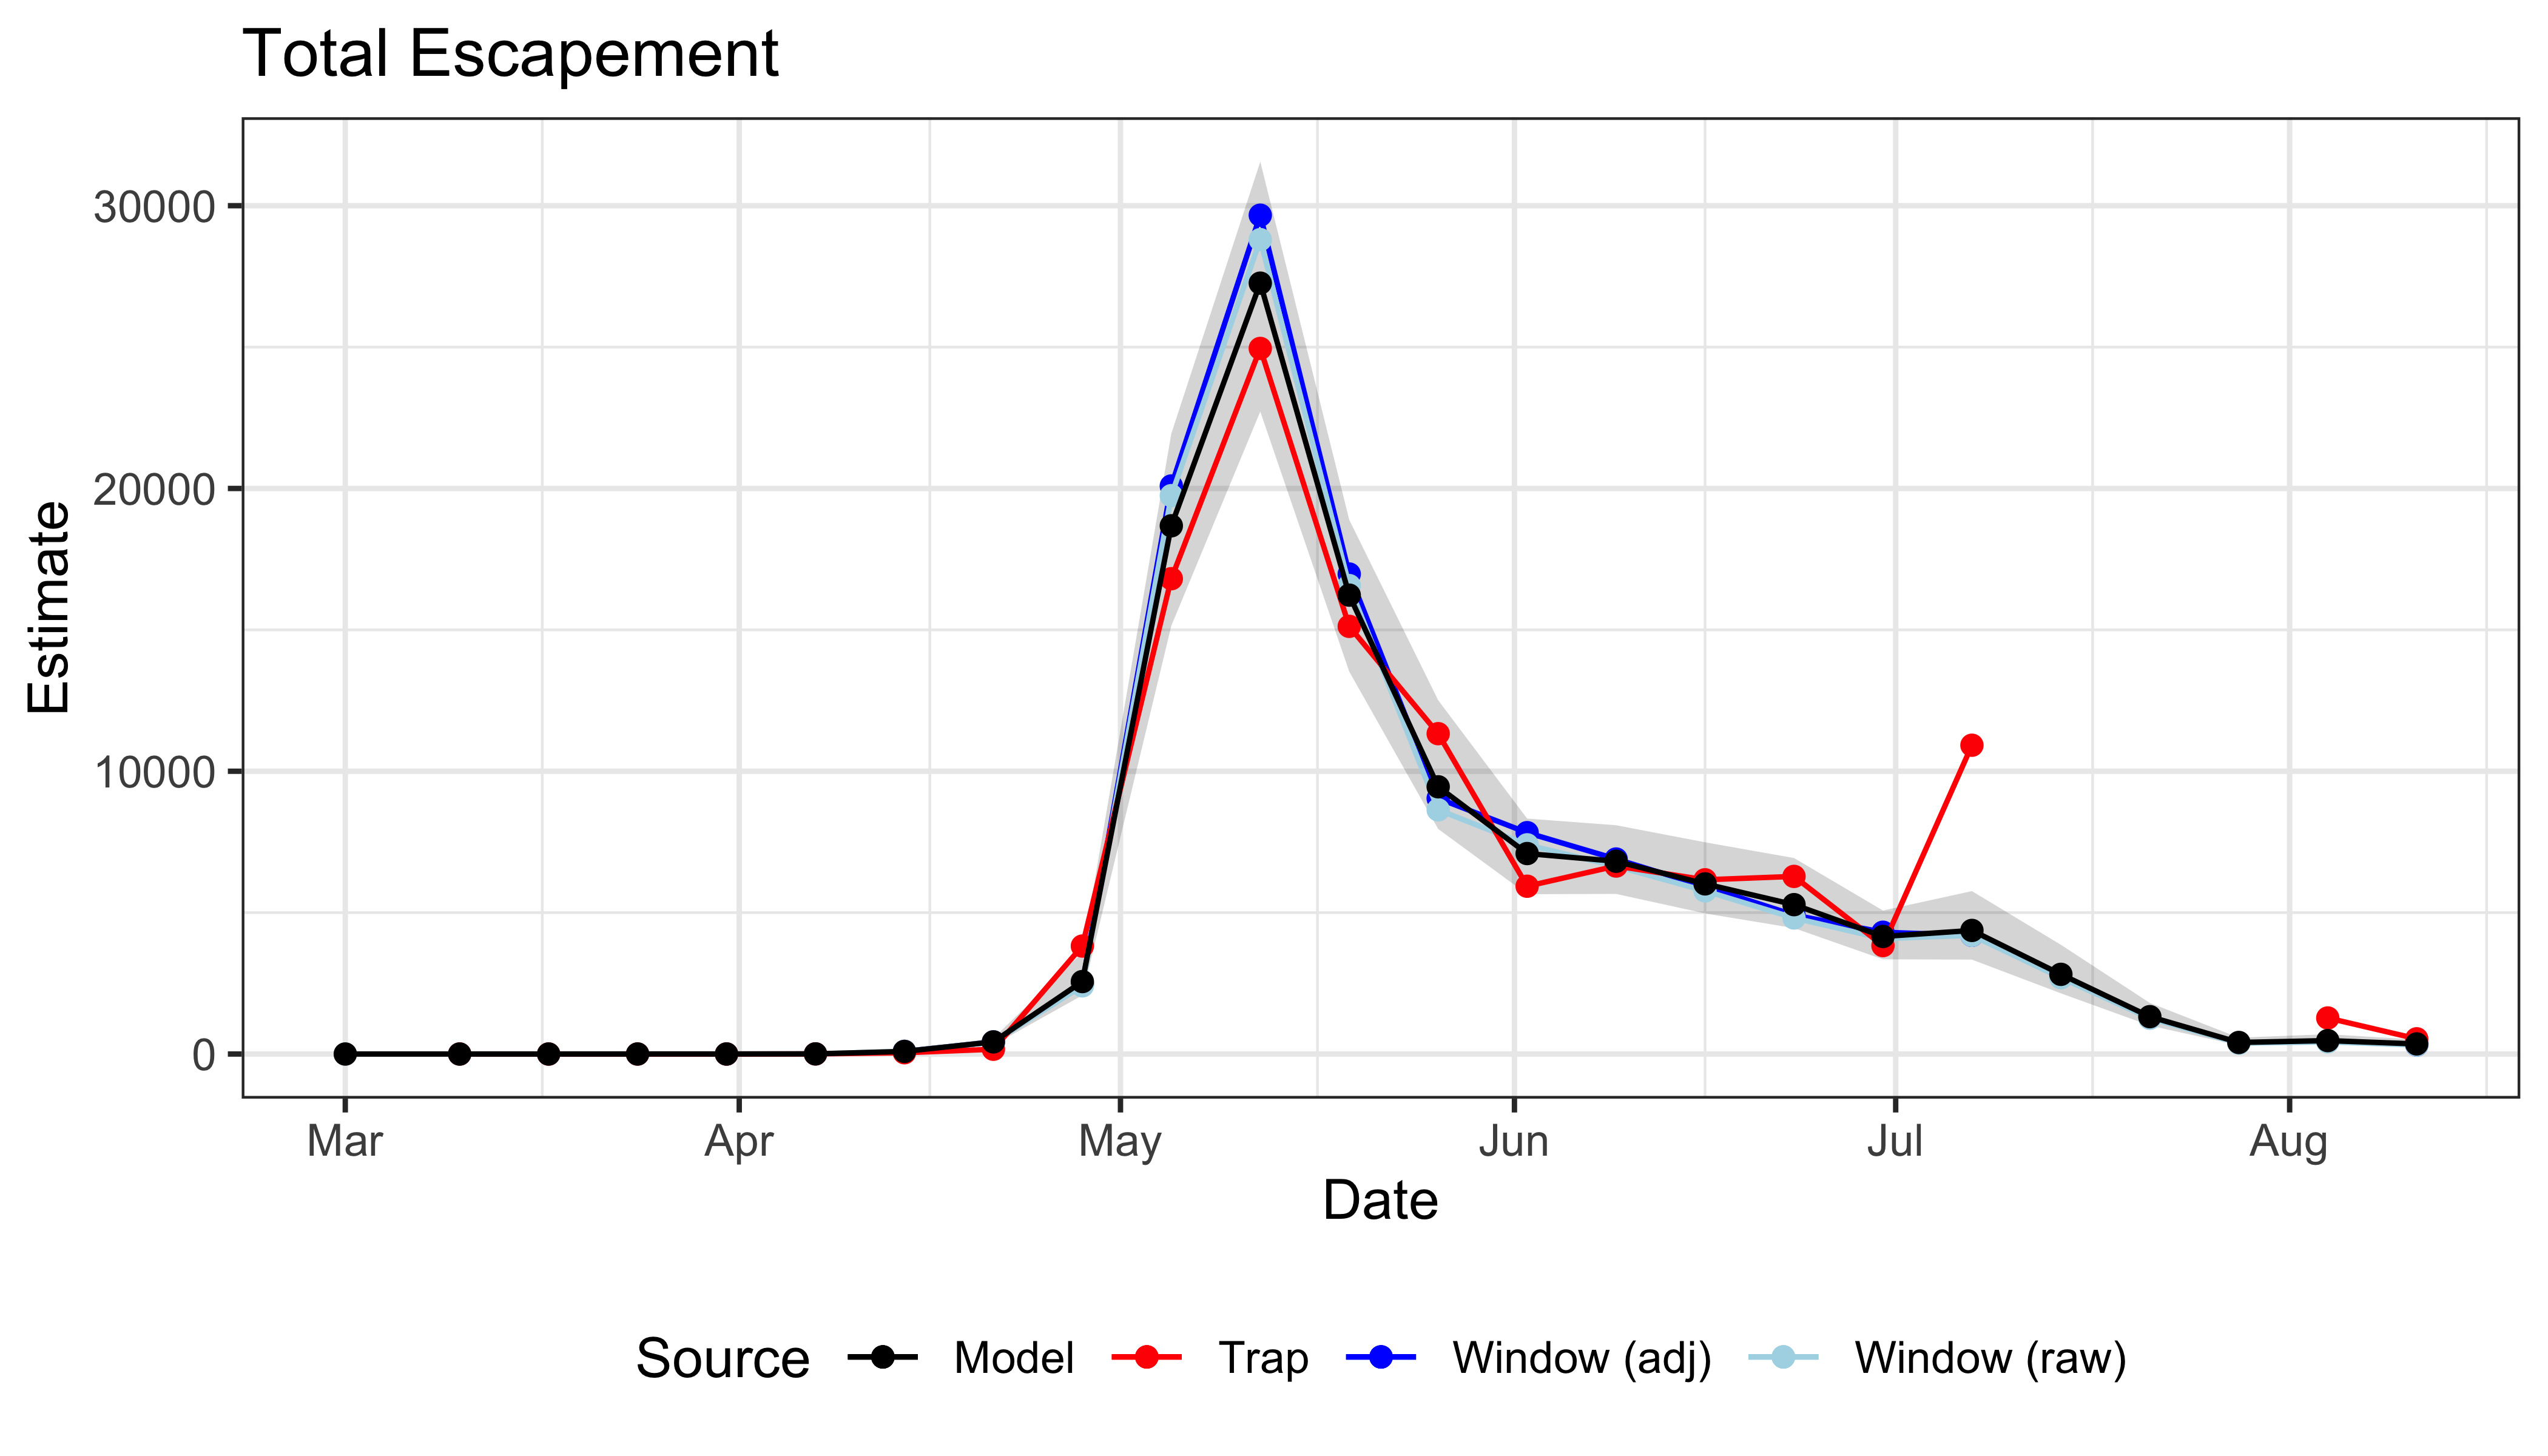 Total Escapement
30000
20000
10000
0
Estimate
Mar Apr May Jun Jul Aug
Date
Source Model Trap Window (adj) Window (raw)